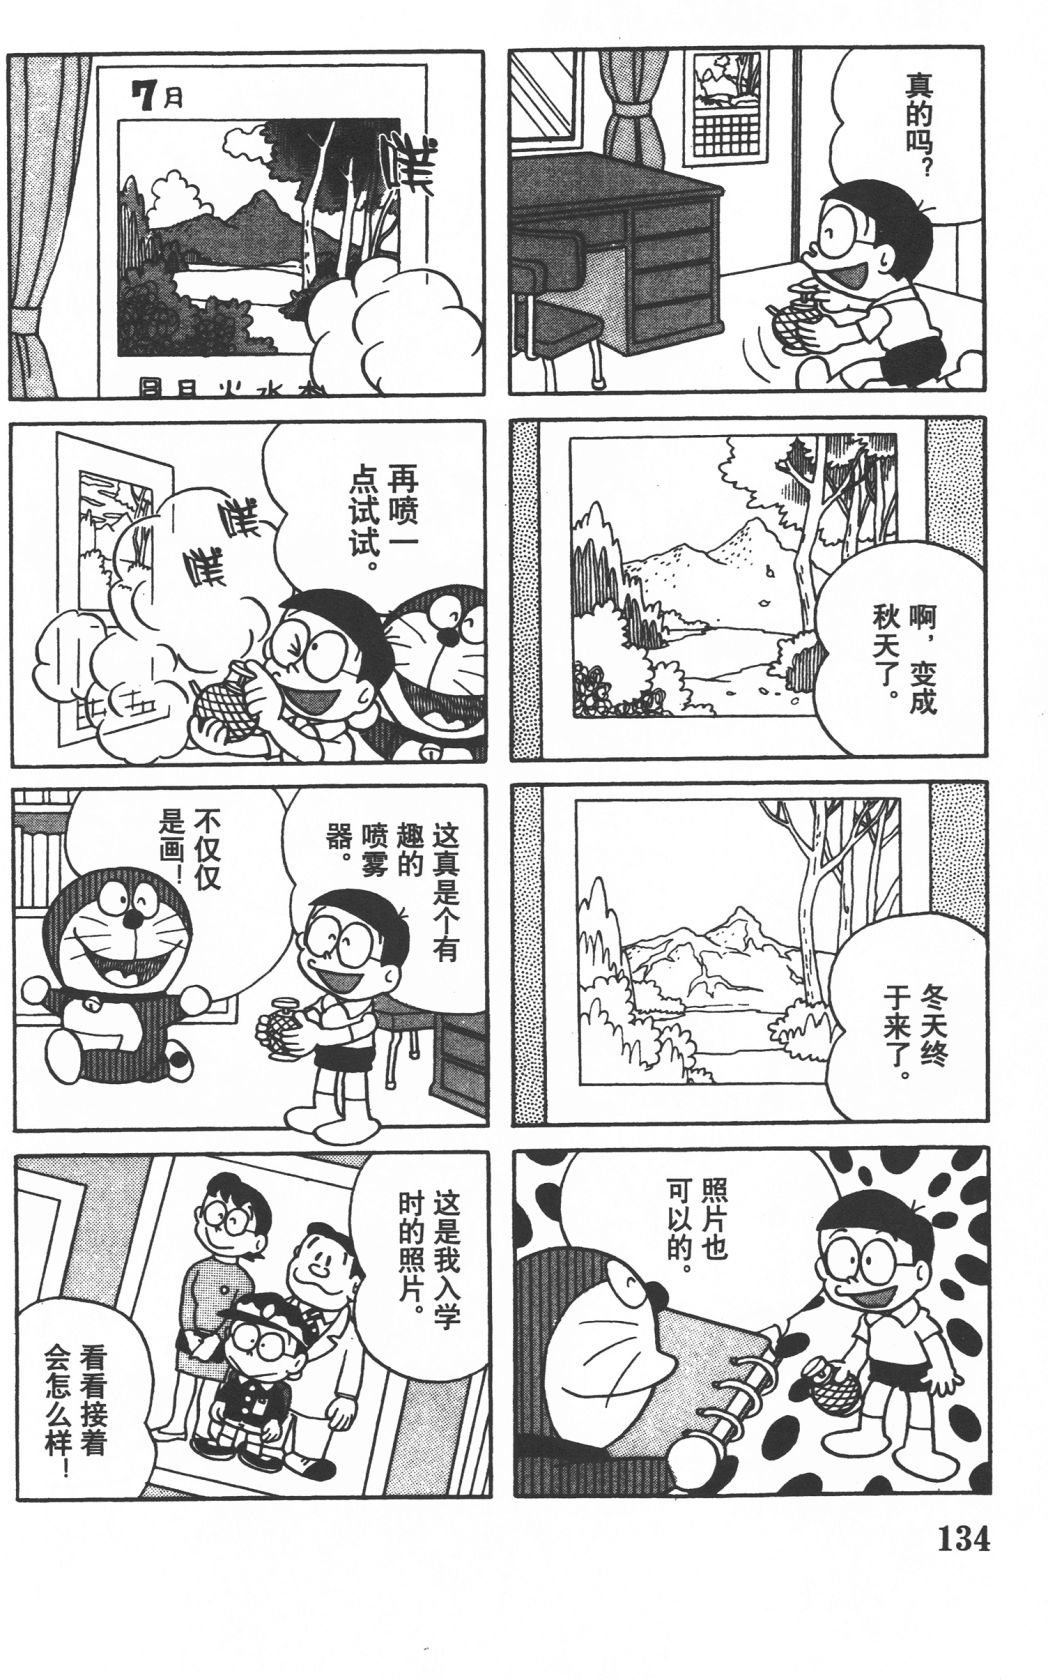 真的吗?
7月
日月火水木
啊,变成
秋天了。
再喷一
点试试。
冬天终
于来了。
这真是个有
趣的
喷雾
器。
不仅仅
是画!
照片也
可以的。
这是我入学
时的照片。
看看接着
会怎么样!
134